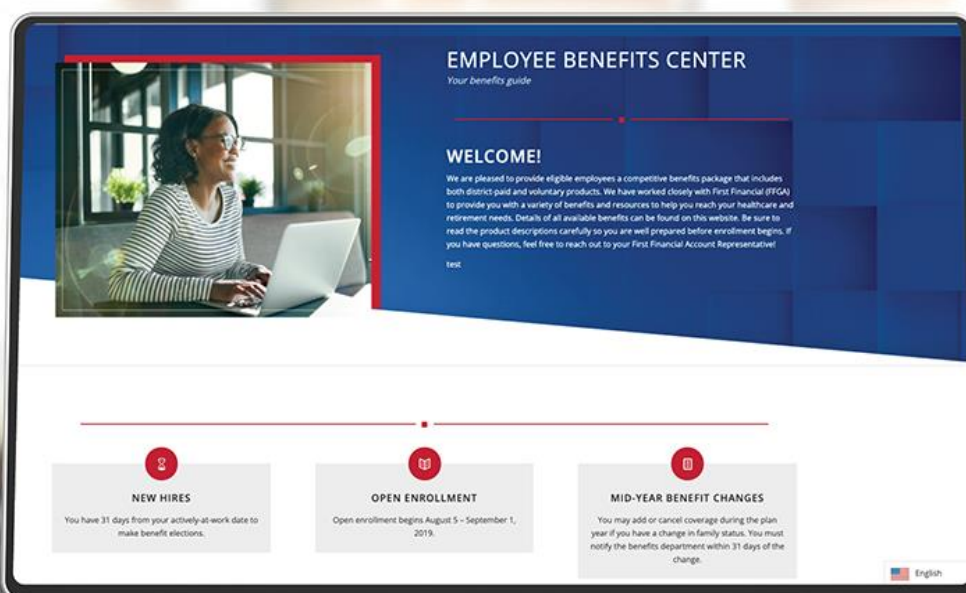 EMPLOYEE BENEFITS CENTER
Your benefits guide
WELCOME!
We are pleased to provide eligible employees a competitive benefits package that includes
both district-paid and voluntary products. We have worked closely with First Financial (FFGA)
to provide you with a variety of benefits and resources to help you reach your healthcare and
retirement needs. Details of all available benefits can be found on this website. Be sure to
read the product descriptions carefully so you are well prepared before enrollment begins. If
you have questions, feel free to reach out to your First Financial Account Representative!
test
NEW HIRES
You have 31 days from your actively-at-work date to
make benefit elections.
OPEN ENROLLMENT
Open enrollment begins August 5 – September 1,
2019.
MID-YEAR BENEFIT CHANGES
You may add or cancel coverage during the plan
year if you have a change in family status. You must
notify the benefits department within 31 days of the
change.
English